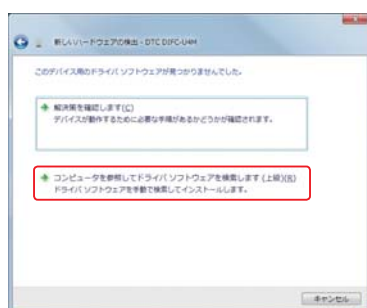 新しいハードウェアの検出 - DTC DIFC-U4M
このデバイス用のドライバ ソフトウェアが見つかりませんでした。
解決策を確認します(C)
デバイスが動作するために必要な手順があるかどうかが確認されます。
コンピュータを参照してドライバ ソフトウェアを検索します (上級)(R)
ドライバ ソフトウェアを手動で検索してインストールします。
キャンセル